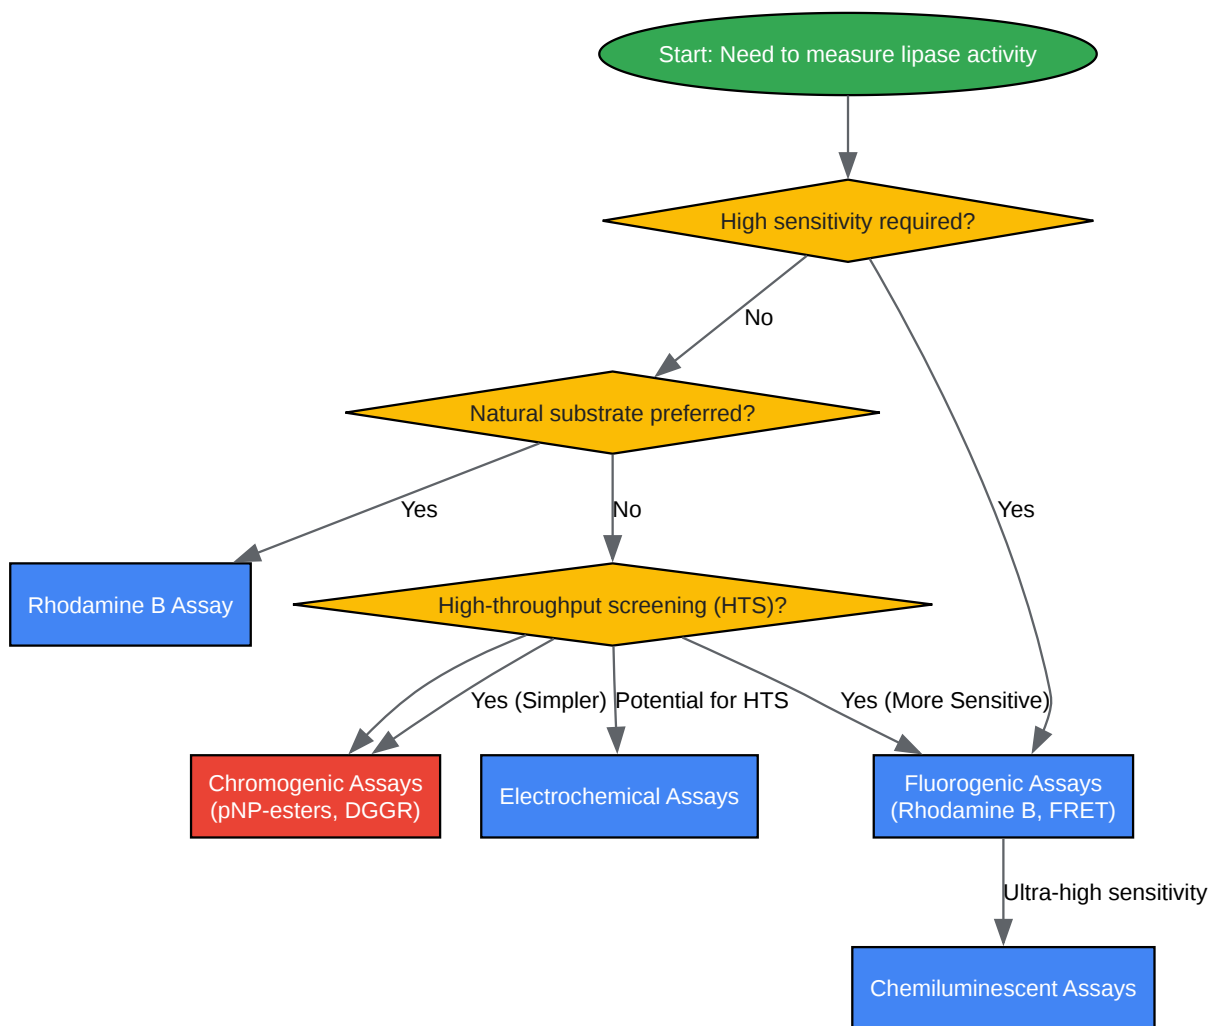 Start: Need to measure lipase activity
High sensitivity required?
No
Natural substrate preferred?
Yes
No
Yes
Rhodamine B Assay
High-throughput screening (HTS)?
Yes (Simpler)
Potential for HTS
Yes (More Sensitive)
Chromogenic Assays
(pNP-esters, DGGR)
Electrochemical Assays
Fluorogenic Assays
(Rhodamine B, FRET)
Ultra-high sensitivity
Chemiluminescent Assays